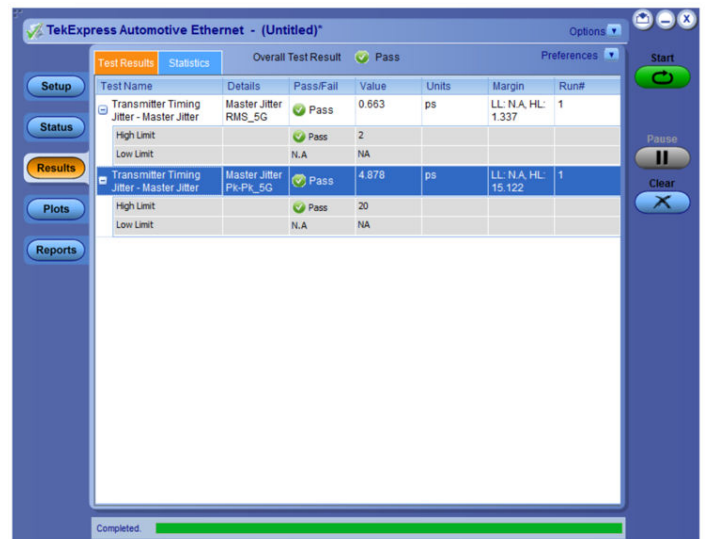 TekExpress Automotive Ethernet - (Untitled)*
Options
Test Results
Statistics
Overall Test Result
Pass
Preferences
Start
Setup
Status
Results
Plots
Reports
Pause
Clear
Test Name Details Pass/Fail Value Units Margin Run#
Transmitter Timing Master Jitter Pass 0.663 ps LL: N.A, HL: 1
Jitter - Master Jitter RMS_5G 1.337
High Limit Pass 2
Low Limit N.A NA
Transmitter Timing Master Jitter Pass 4.878 ps LL: N.A, HL: 1
Jitter - Master Jitter Pk-Pk_5G 15.122
High Limit Pass 20
Low Limit N.A NA
Completed.